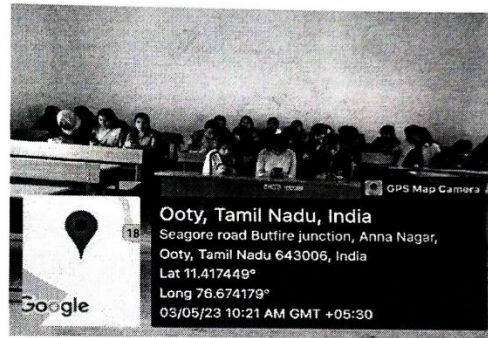 GPS Map Camera
Ooty, Tamil Nadu, India
Seagore road Butfire junction, Anna Nagar,
Ooty, Tamil Nadu 643006, India
Lat 11.417449°
Long 76.674179°
03/05/23 10:21 AM GMT +05:30
18
Google